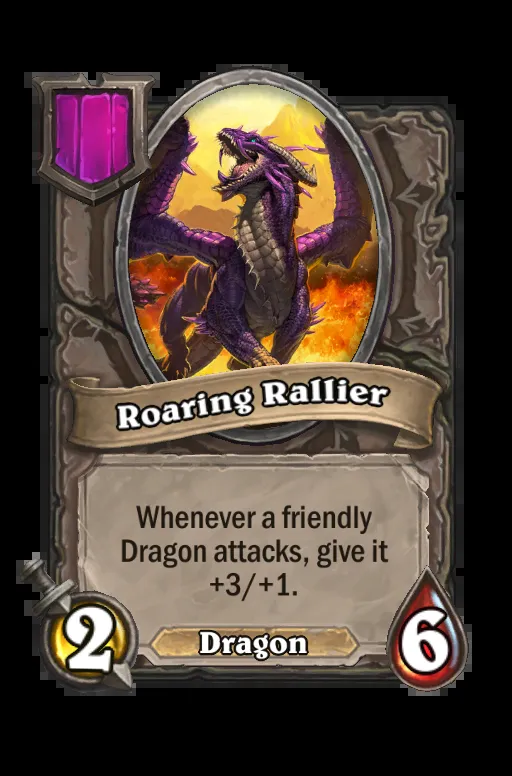 Roaring Rallier
Whenever a friendly
Dragon attacks, give it
+3/+1.
2
Dragon
6